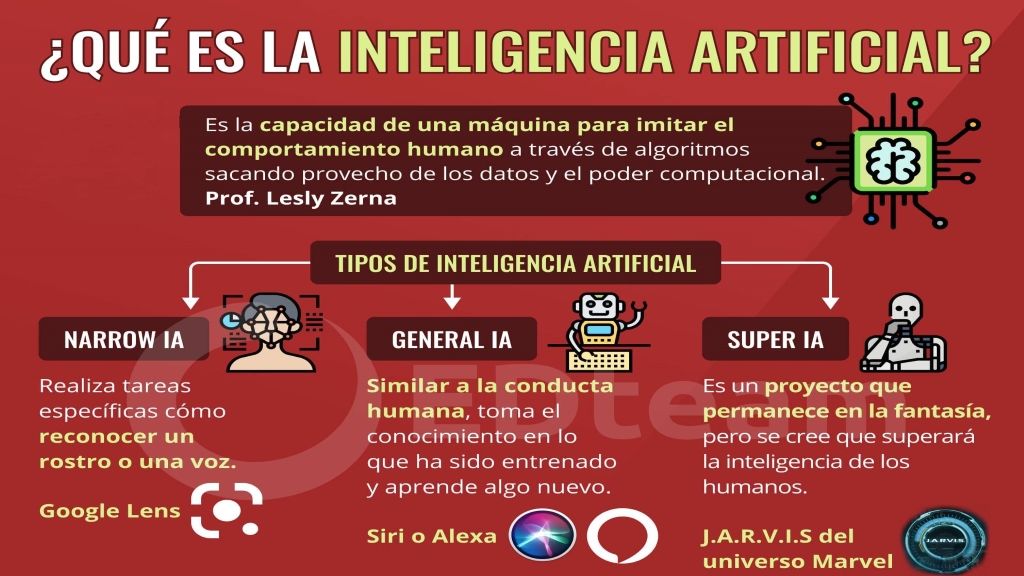 ¿QUÉ ES LA INTELIGENCIA ARTIFICIAL?
Es la capacidad de una máquina para imitar el
comportamiento humano a través de algoritmos
sacando provecho de los datos y el poder computacional.
Prof. Lesly Zerna
TIPOS DE INTELIGENCIA ARTIFICIAL
NARROW IA
Realiza tareas
específicas cómo
reconocer un
rostro o una voz.
Google Lens
GENERAL IA
Similar a la conducta
humana, toma el
conocimiento en lo
que ha sido entrenado
y aprende algo nuevo.
Siri o Alexa
SUPER IA
Es un proyecto que
permanece en la fantasía,
pero se cree que superará
la inteligencia de los
humanos.
J.A.R.V.I.S del
universo Marvel
JARVIS
EDteam